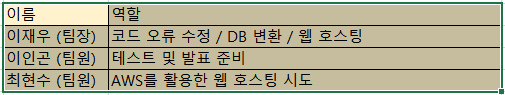 이름 역할
이재우 (팀장) 코드 오류 수정 / DB 변환 / 웹 호스팅
이인곤 (팀원) 테스트 및 발표 준비
최현수 (팀원) AWS를 활용한 웹 호스팅 시도